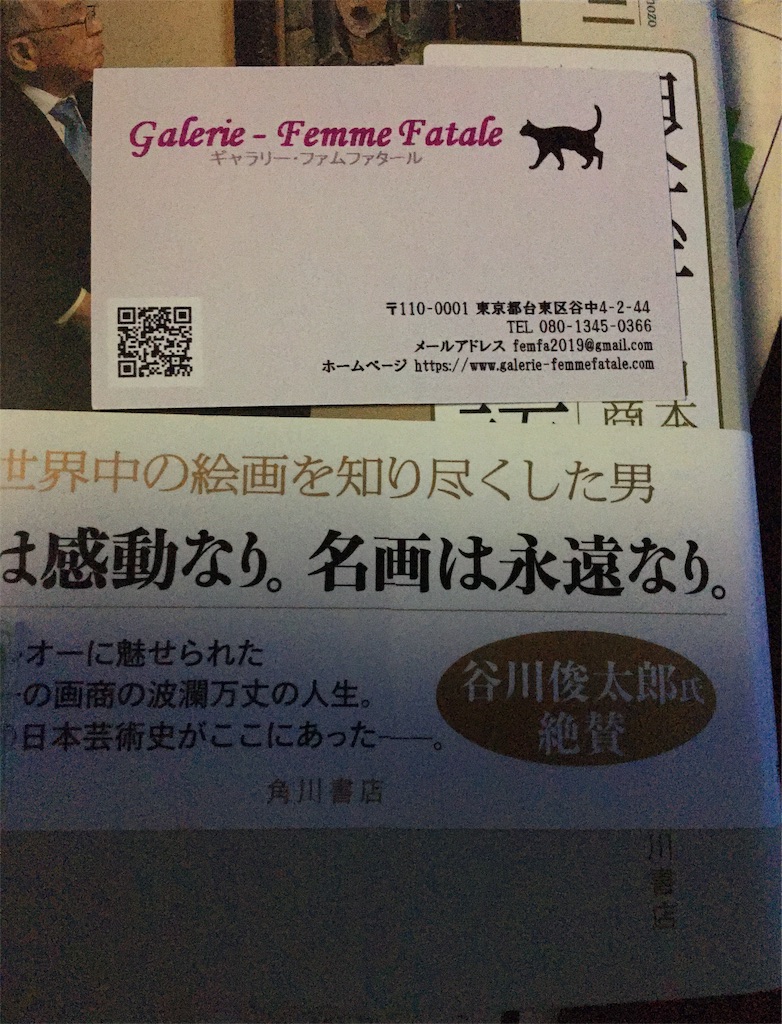 Galerie - Femme Fatale
ギャラリー・ファムファタール
〒110-0001 東京都台東区谷中4-2-44
TEL 080-1345-0366
メールアドレス femfa2019@gmail.com
ホームページ https://www.galerie-femmefatale.com
商 本
世界中の絵画を知り尽くした男
は感動なり。名画は永遠なり。
オーに魅せられた
の画商の波瀾万丈の人生。
日本芸術史がここにあった――。
谷川俊太郎氏
絶賛
角川書店
川書店